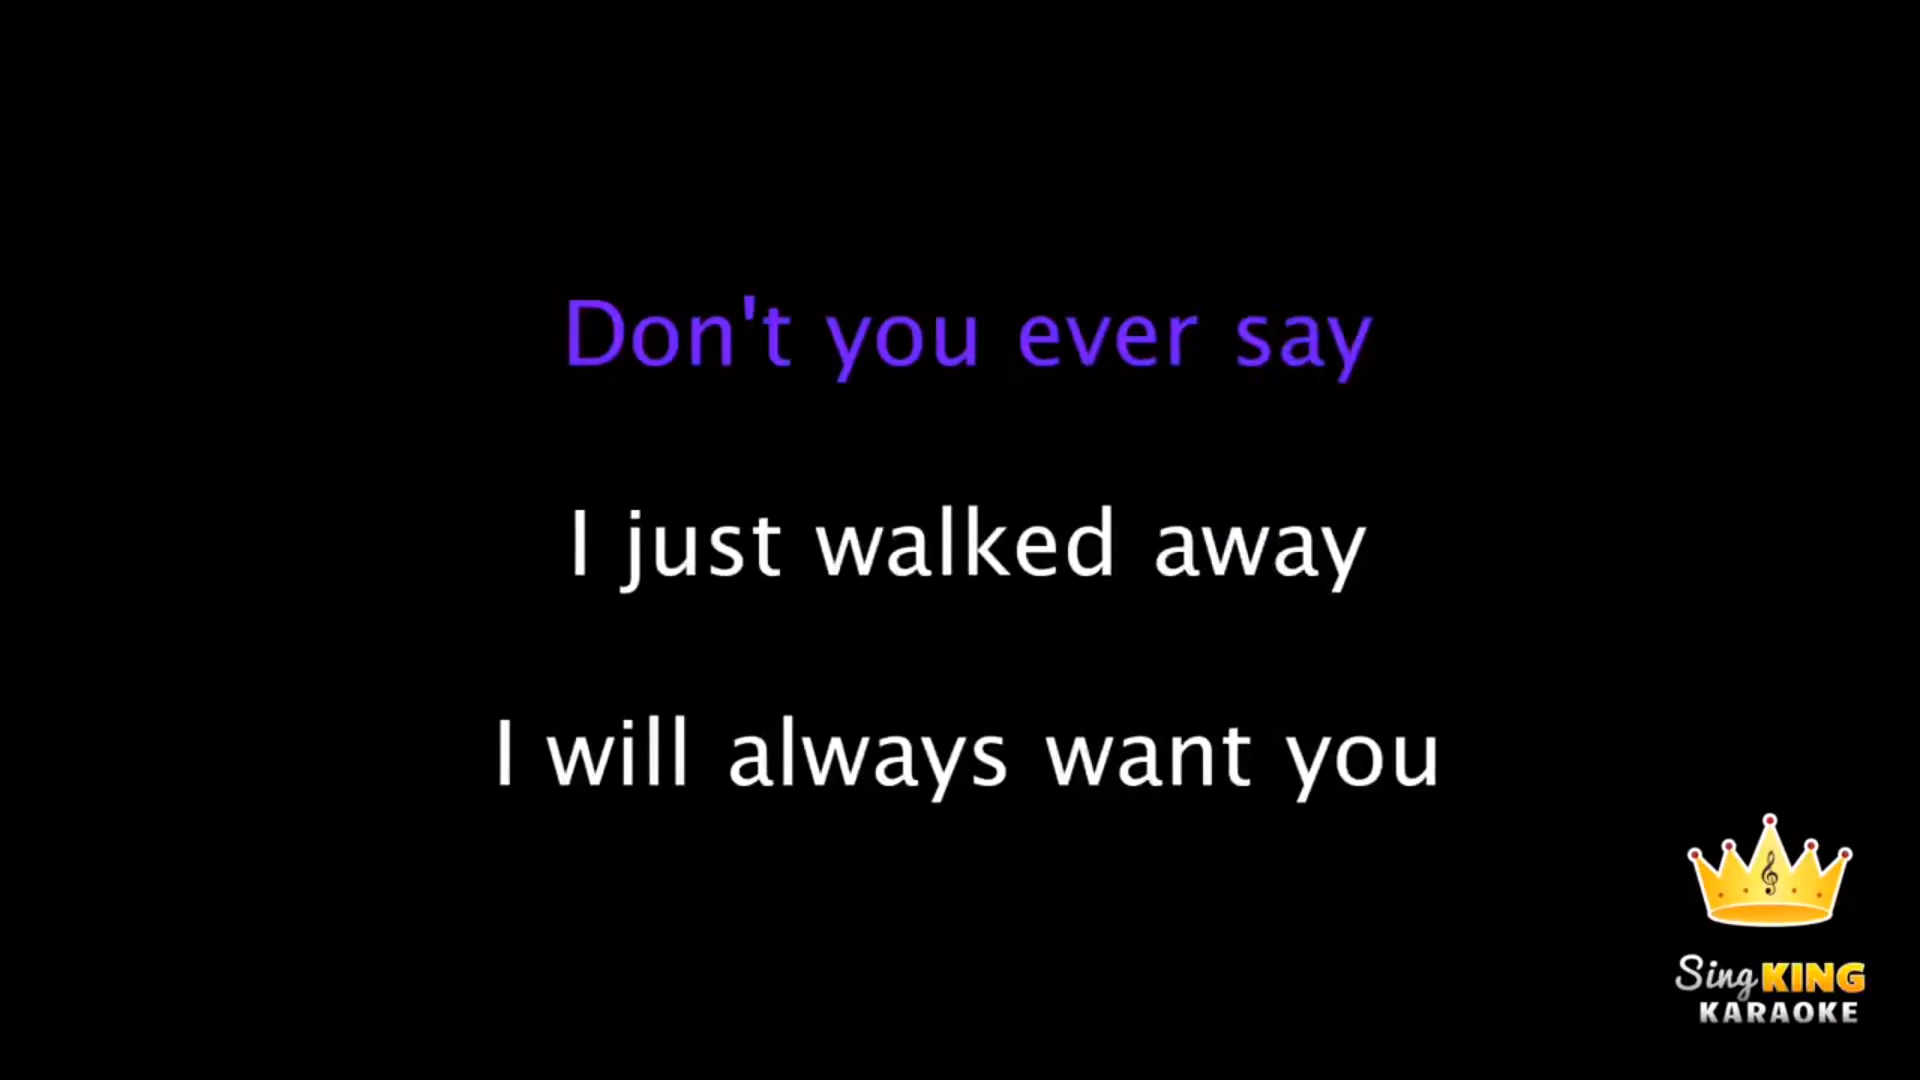 Don't you ever say
I just walked away
I will always want you
Sing KING
KARAOKE